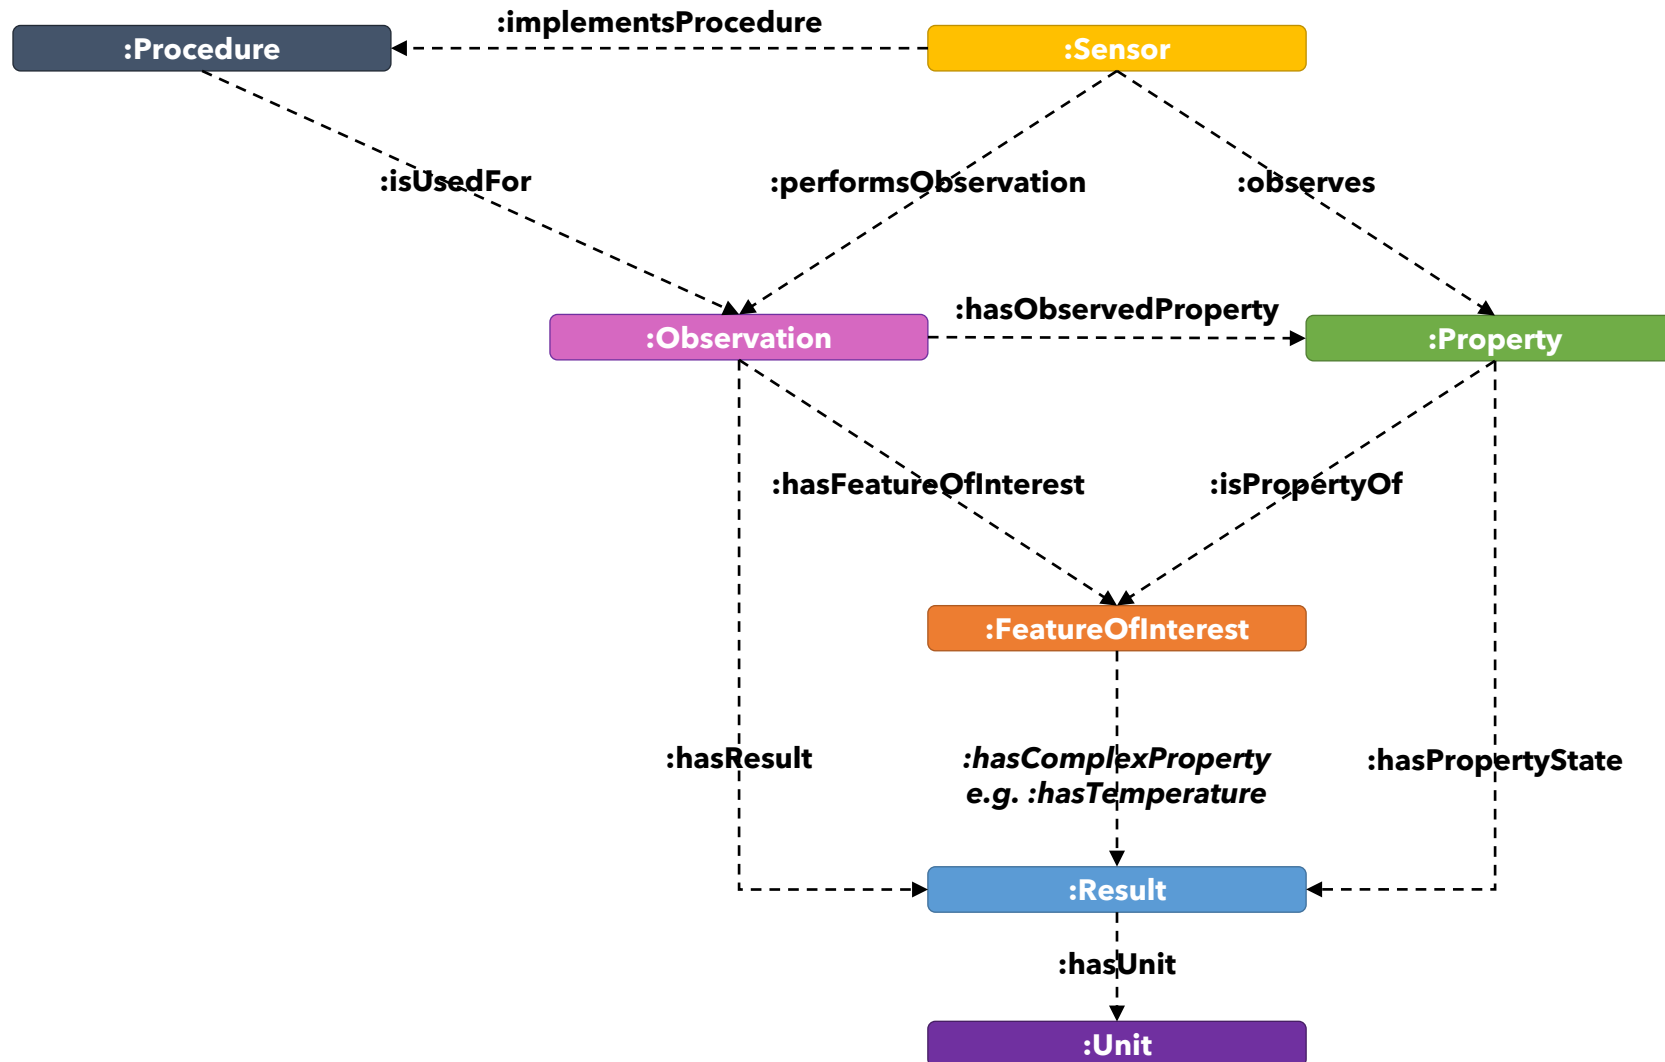 :implementsProcedure
:Procedure
:Sensor
:isUsedFor
:performsObservation
:observes
:hasObservedProperty
:Observation
:Property
:hasFeatureOfInterest
:isPropertyOf
:FeatureOfInterest
:hasResult
:hasComplexProperty
e.g. :hasTemperature
:hasPropertyState
:Result
:hasUnit
:Unit